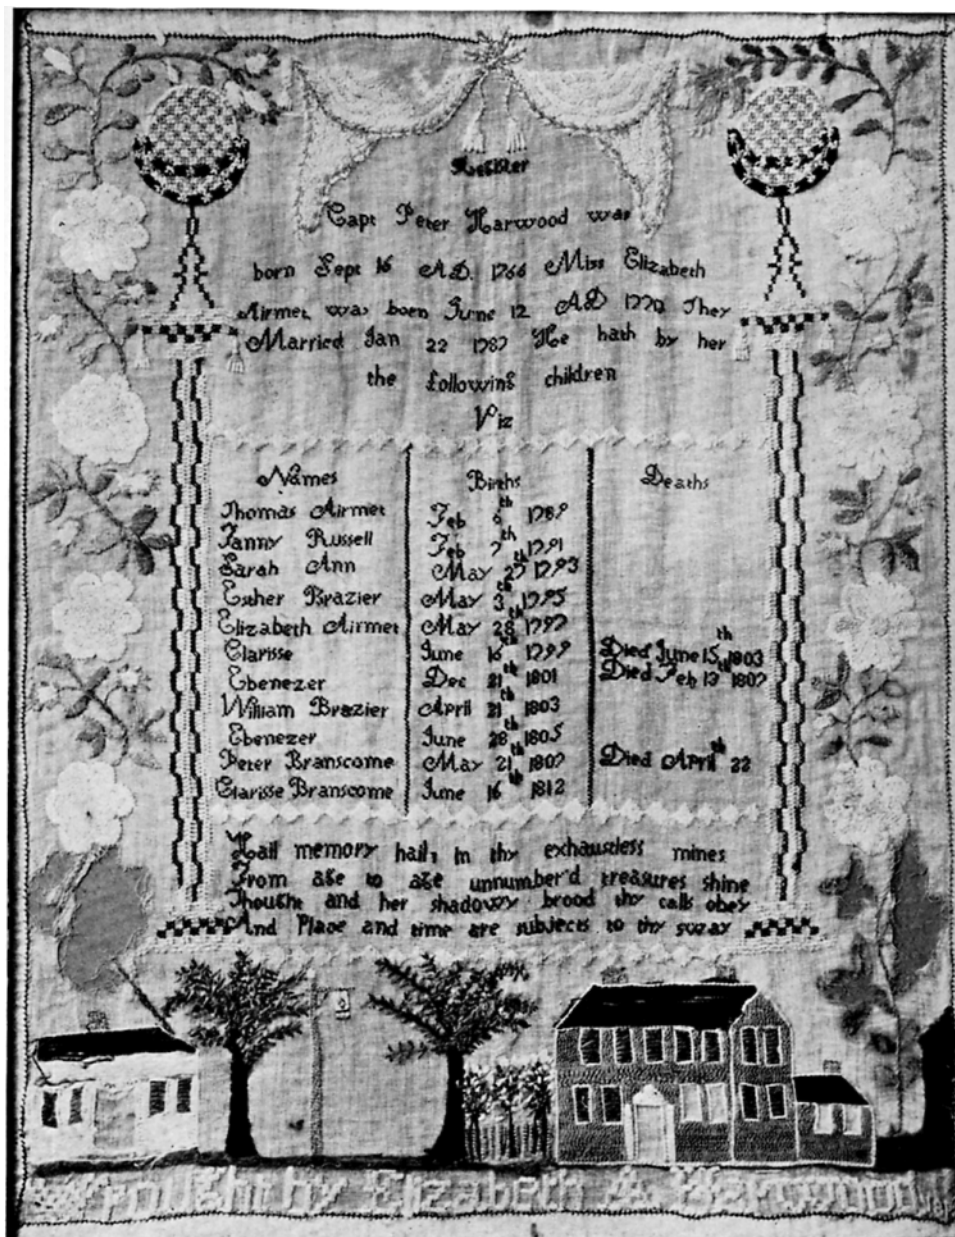 Register
Capt Peter Harwood was
born Sept 16 A.D. 1766 Miss Elizabeth
Airmet was born June 12 A.D 1770 They
Married Jan 22 1787 He hath by her
the following children
Viz
Names Births Deaths
Thomas Airmet Feb 6th 1789
Fanny Russell Feb 7th 1791
Sarah Ann May 27th 1793
Esther Brazier May 3th 1795
Elizabeth Airmet May 28th 1797
Clarisse June 16th 1799 Died June 15th 1803
Ebenezer Dec 21th 1801 Died Feb 13th 1807
William Brazier April 21th 1803
Ebenezer June 28th 1805
Peter Branscome May 21th 1807 Died April 22th
Clarisse Branscome June 16th 1812
Hail memory hail, In thy exhaustless mines
From age to age unnumber'd treasures shine
Thought and her shadowy brood thy calls obey
And Place and time are subjects to thy sway
Wrought by Elizabeth A. Harwood